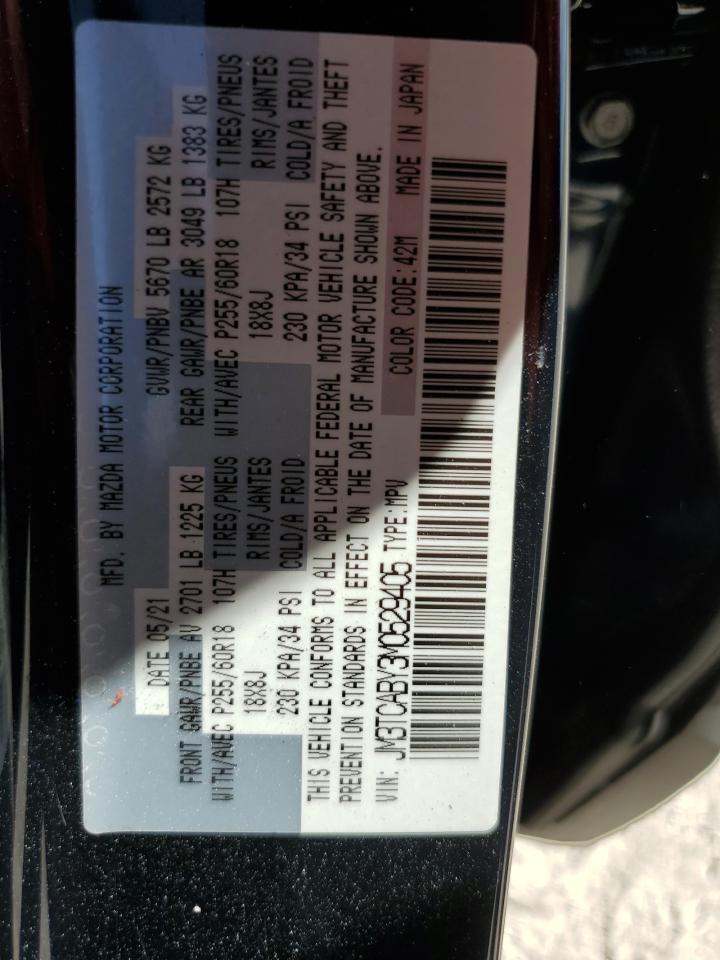 MFD. BY MAZDA MOTOR CORPORATION
DATE 05/21 GVWR/PNBV 5670 LB 2572 KG
FRONT GAWR/PNBE AV 2701 LB 1225 KG REAR GAWR/PNBE AR 3049 LB 1383 KG
WITH/AVEC P255/60R18 107H TIRES/PNEUS WITH/AVEC P255/60R18 107H TIRES/PNEUS
18X8J RIMS/JANTES 18X8J RIMS/JANTES
230 KPA/34 PSI COLD/A FROID 230 KPA/34 PSI COLD/A FROID
THIS VEHICLE CONFORMS TO ALL APPLICABLE FEDERAL MOTOR VEHICLE SAFETY AND THEFT
PREVENTION STANDARDS IN EFFECT ON THE DATE OF MANUFACTURE SHOWN ABOVE.
VIN: JM3TCABY3M0529405 TYPE:MPV COLOR CODE:42M MADE IN JAPAN